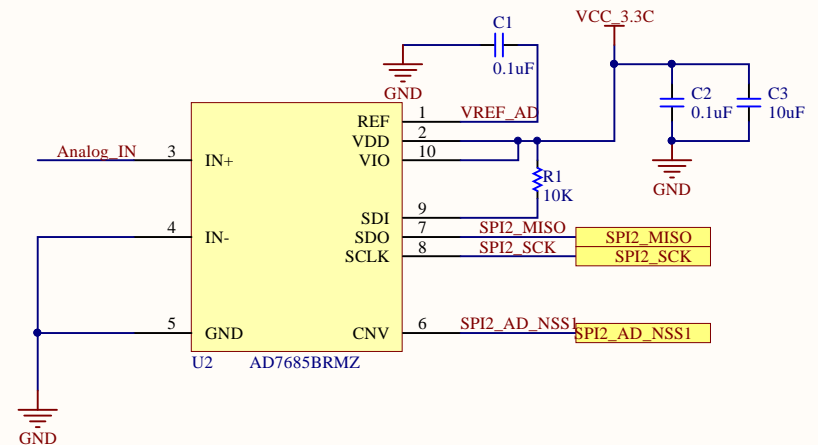 VCC_3.3C
C1
0.1uF
GND
C2
0.1uF
C3
10uF
GND
1
VREF_AD
REF
2
VDD
10
VIO
Analog_IN
3
IN+
R1
10K
9
SDI
4
IN-
7
SDO
SPI2_MISO
SPI2_MISO
8
SCLK
SPI2_SCK
SPI2_SCK
5
GND
CNV
6
SPI2_AD_NSS1
SPI2_AD_NSS1
U2
AD7685BRMZ
GND